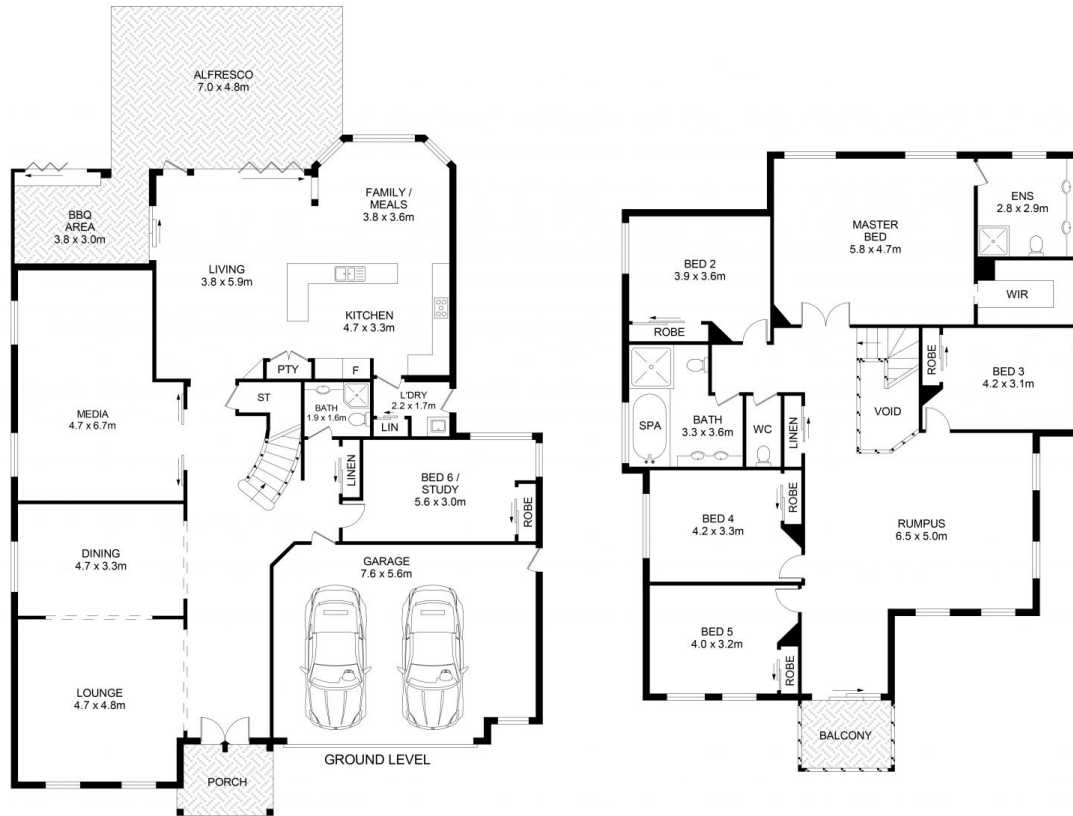 ALFRESCO
7.0 x 4.8m
BBQ
AREA
3.8 x 3.0m
FAMILY /
MEALS
3.8 x 3.6m
LIVING
3.8 x 5.9m
KITCHEN
4.7 x 3.3m
PTY
F
ST
BATH
1.9 x 1.6m
L'DRY
2.2 x 1.7m
LIN
MEDIA
4.7 x 6.7m
LINEN
BED 6 /
STUDY
5.6 x 3.0m
ROBE
DINING
4.7 x 3.3m
GARAGE
7.6 x 5.6m
LOUNGE
4.7 x 4.8m
GROUND LEVEL
PORCH
MASTER
BED
5.8 x 4.7m
ENS
2.8 x 2.9m
WIR
BED 2
3.9 x 3.6m
ROBE
ROBE
BED 3
4.2 x 3.1m
SPA
BATH
3.3 x 3.6m
WC
LINEN
VOID
BED 4
4.2 x 3.3m
ROBE
RUMPUS
6.5 x 5.0m
BED 5
4.0 x 3.2m
ROBE
BALCONY